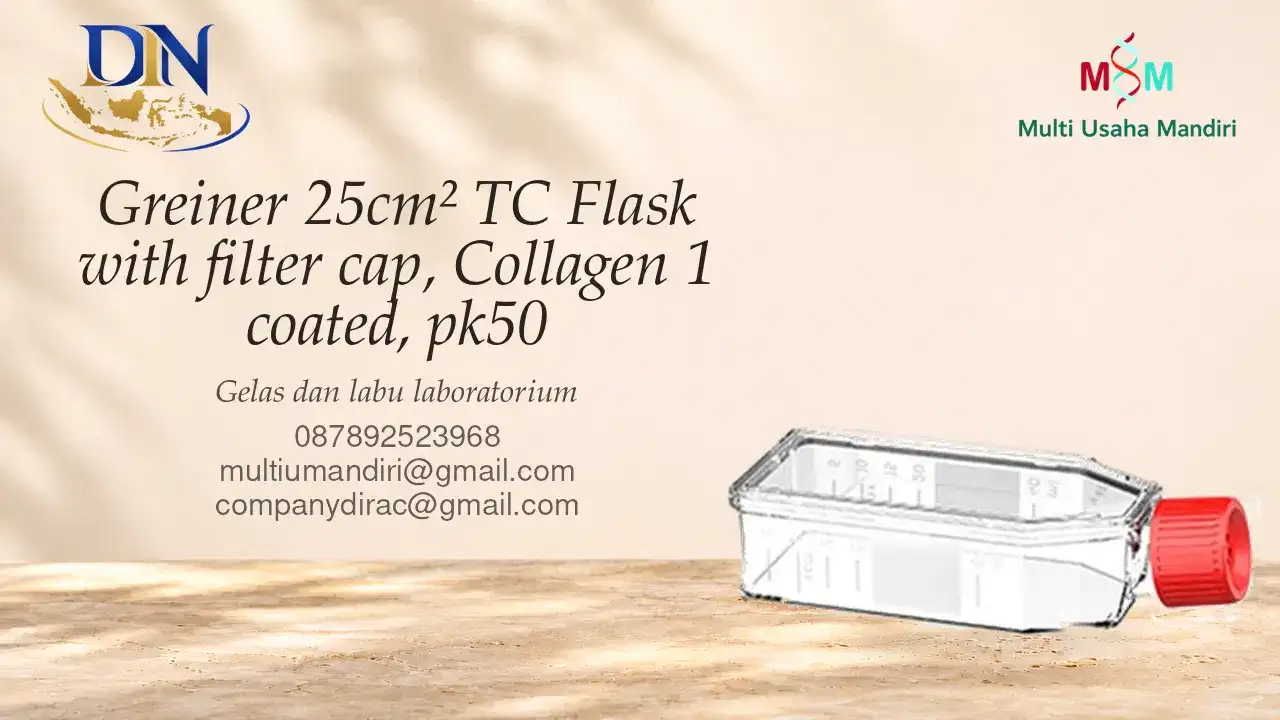 DIN
M M
Multi Usaha Mandiri
Greiner 25cm² TC Flask
with filter cap, Collagen 1
coated, pk50
Gelas dan labu laboratorium
087892523968
multiumandiri@gmail.com
companydirac@gmail.com